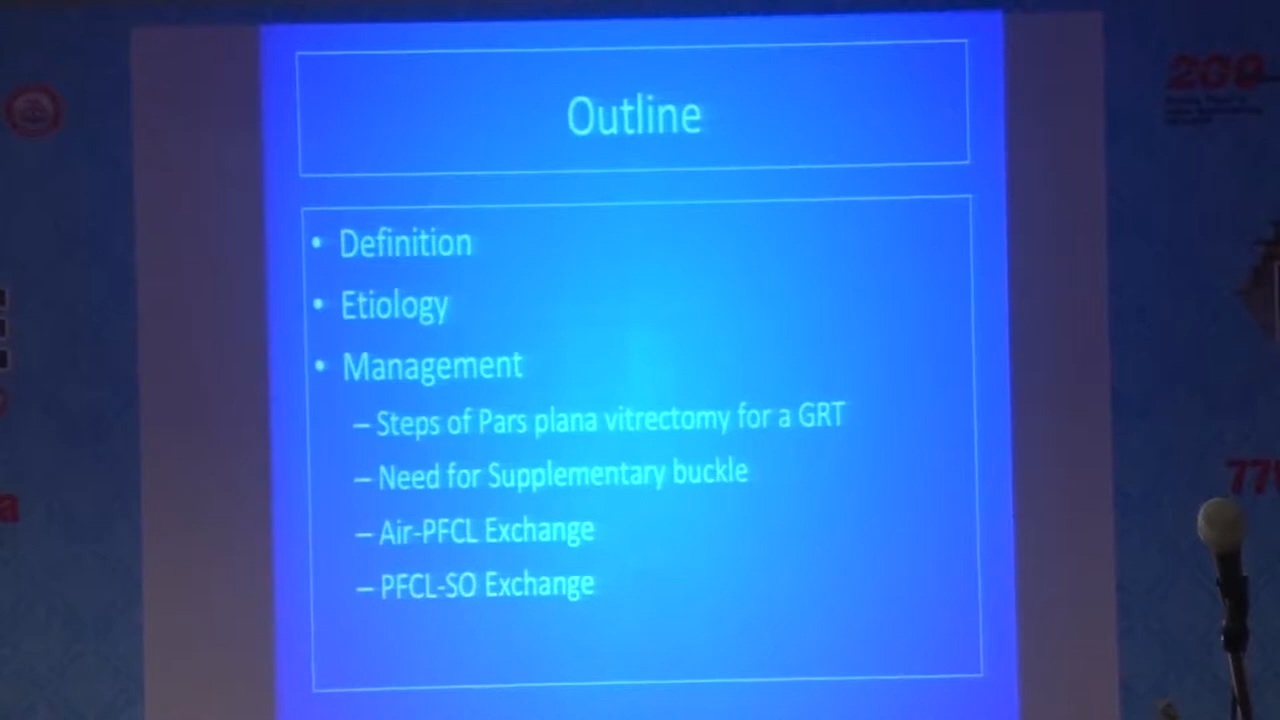 Outline
• Definition
• Etiology
• Management
– Steps of Pars plana vitrectomy for a GRT
– Need for Supplementary buckle
– Air-PFCL Exchange
– PFCL-SO Exchange